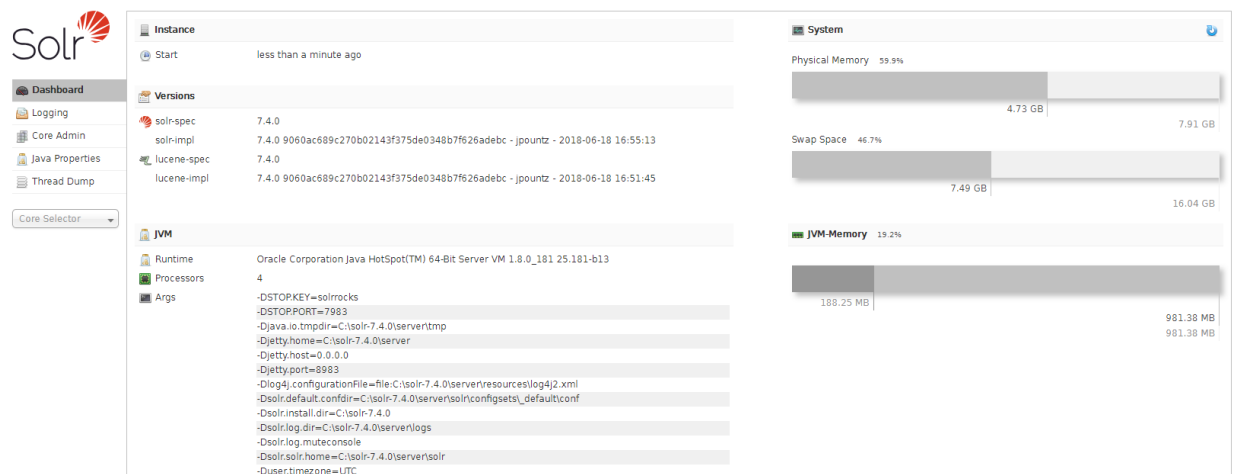 Solr
Dashboard
Logging
Core Admin
Java Properties
Thread Dump
Core Selector
Instance
Start less than a minute ago
Versions
solr-spec 7.4.0
solr-impl 7.4.0 9060ac689c270b02143f375de0348b7f626adebc - jpountz - 2018-06-18 16:55:13
lucene-spec 7.4.0
lucene-impl 7.4.0 9060ac689c270b02143f375de0348b7f626adebc - jpountz - 2018-06-18 16:51:45
JVM
Runtime Oracle Corporation Java HotSpot(TM) 64-Bit Server VM 1.8.0_181 25.181-b13
Processors 4
Args -DSTOP.KEY=solrrocks
-DSTOP.PORT=7983
-Djava.io.tmpdir=C:\solr-7.4.0\server\tmp
-Djetty.home=C:\solr-7.4.0\server
-Djetty.host=0.0.0.0
-Djetty.port=8983
-Dlog4j.configurationFile=file:C:\solr-7.4.0\server\resources\log4j2.xml
-Dsolr.default.confdir=C:\solr-7.4.0\server\solr\configsets\_default\conf
-Dsolr.install.dir=C:\solr-7.4.0
-Dsolr.log.dir=C:\solr-7.4.0\server\logs
-Dsolr.log.muteconsole
-Dsolr.solr.home=C:\solr-7.4.0\server\solr
-Duser.timezone=UTC
System
Physical Memory 59.9%
4.73 GB
7.91 GB
Swap Space 46.7%
7.49 GB
16.04 GB
JVM-Memory 19.2%
188.25 MB
981.38 MB
981.38 MB